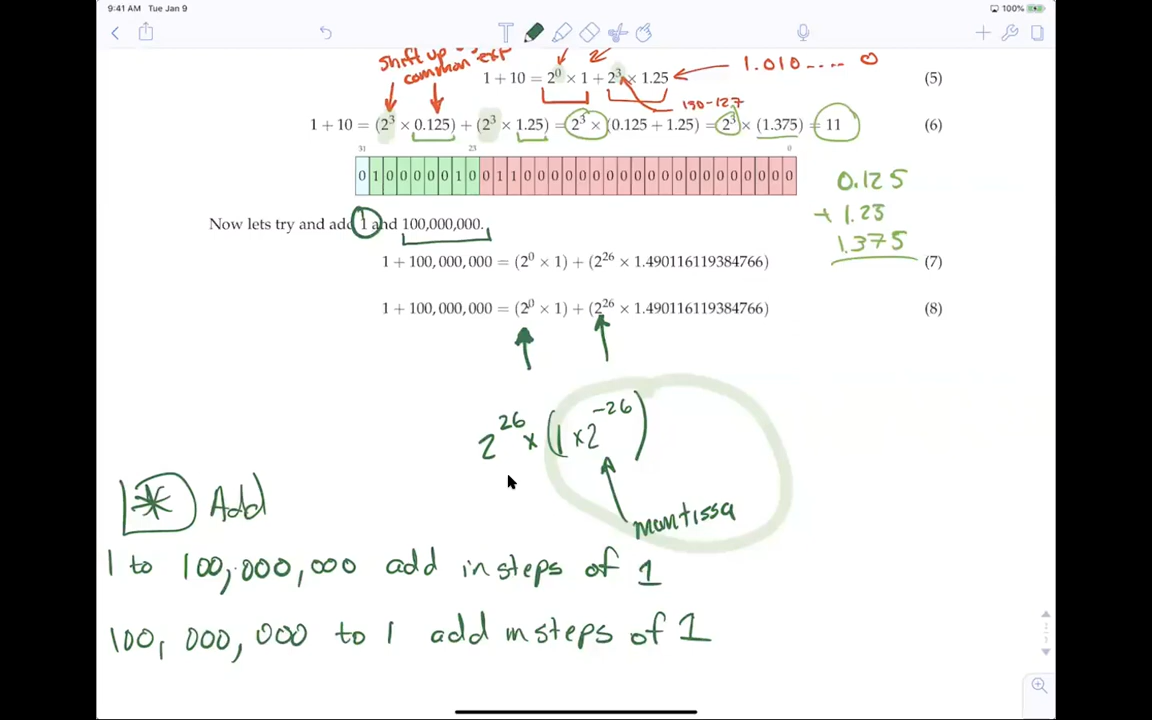 9:41 AM Tue Jan 9
100%
shift up
common exp
1 + 10 = 2⁰ × 1 + 2³ × 1.25 (5)
1.010.... 0
130-127
1 + 10 = (2³ × 0.125) + (2³ × 1.25) = 2³ × (0.125 + 1.25) = 2³ × (1.375) = 11 (6)
31 23 0
0 1 0 0 0 0 0 1 0 0 1 1 0 0 0 0 0 0 0 0 0 0 0 0 0 0 0 0 0 0 0 0
0.125
+ 1.25
1.375
Now lets try and add 1 and 100,000,000.
1 + 100,000,000 = (2⁰ × 1) + (2²⁶ × 1.490116119384766) (7)
1 + 100,000,000 = (2⁰ × 1) + (2²⁶ × 1.490116119384766) (8)
2²⁶ × (1 × 2⁻²⁶)
mantissa
* Add
1 to 100,000,000 add in steps of 1
100,000,000 to 1 add in steps of 1